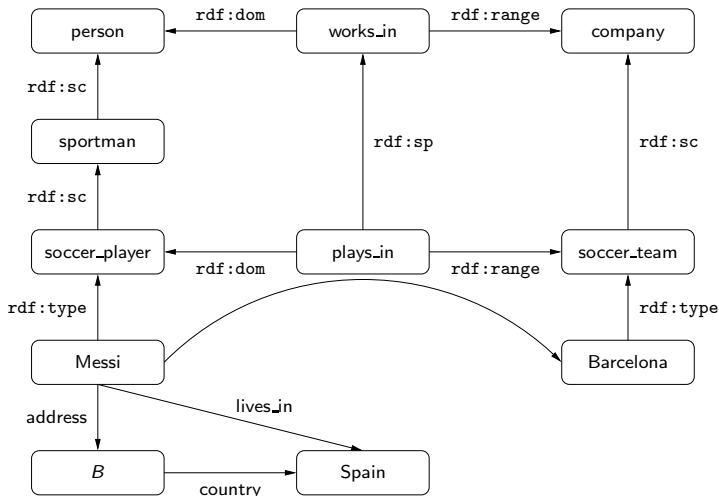 rdf:dom
rdf:range
person
works_in
company
rdf:sc
sportman
rdf:sp
rdf:sc
rdf:sc
soccer_player
plays_in
soccer_team
rdf:dom
rdf:range
rdf:type
rdf:type
Messi
Barcelona
address
lives_in
B
Spain
country